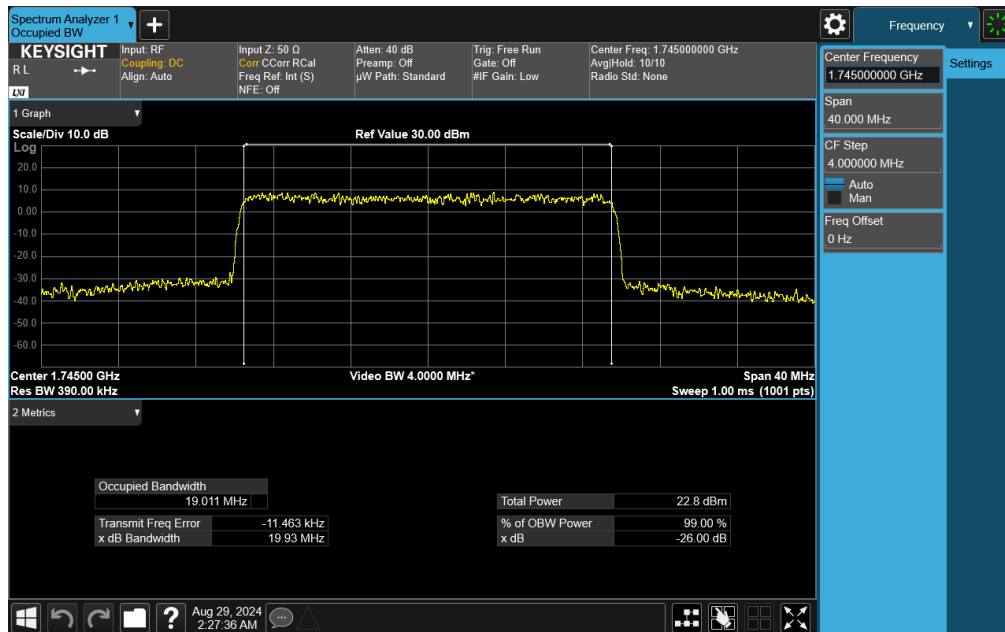 Spectrum Analyzer 1
Occupied BW
Frequency
KEYSIGHT
R L
LXI
Input: RF
Coupling: DC
Align: Auto
Input Z: 50 Ω
Corr CCorr RCal
Freq Ref: Int (S)
NFE: Off
Atten: 40 dB
Preamp: Off
µW Path: Standard
Trig: Free Run
Gate: Off
#IF Gain: Low
Center Freq: 1.745000000 GHz
Avg|Hold: 10/10
Radio Std: None
Center Frequency
1.745000000 GHz
Settings
Span
40.000 MHz
CF Step
4.000000 MHz
Auto
Man
Freq Offset
0 Hz
1 Graph
Scale/Div 10.0 dB
Ref Value 30.00 dBm
Log
20.0
10.0
0.00
-10.0
-20.0
-30.0
-40.0
-50.0
-60.0
Center 1.74500 GHz
Video BW 4.0000 MHz*
Span 40 MHz
Res BW 390.00 kHz
Sweep 1.00 ms (1001 pts)
2 Metrics
Occupied Bandwidth
19.011 MHz
Total Power 22.8 dBm
Transmit Freq Error -11.463 kHz
% of OBW Power 99.00 %
x dB Bandwidth 19.93 MHz
x dB -26.00 dB
?
Aug 29, 2024
2:27:36 AM